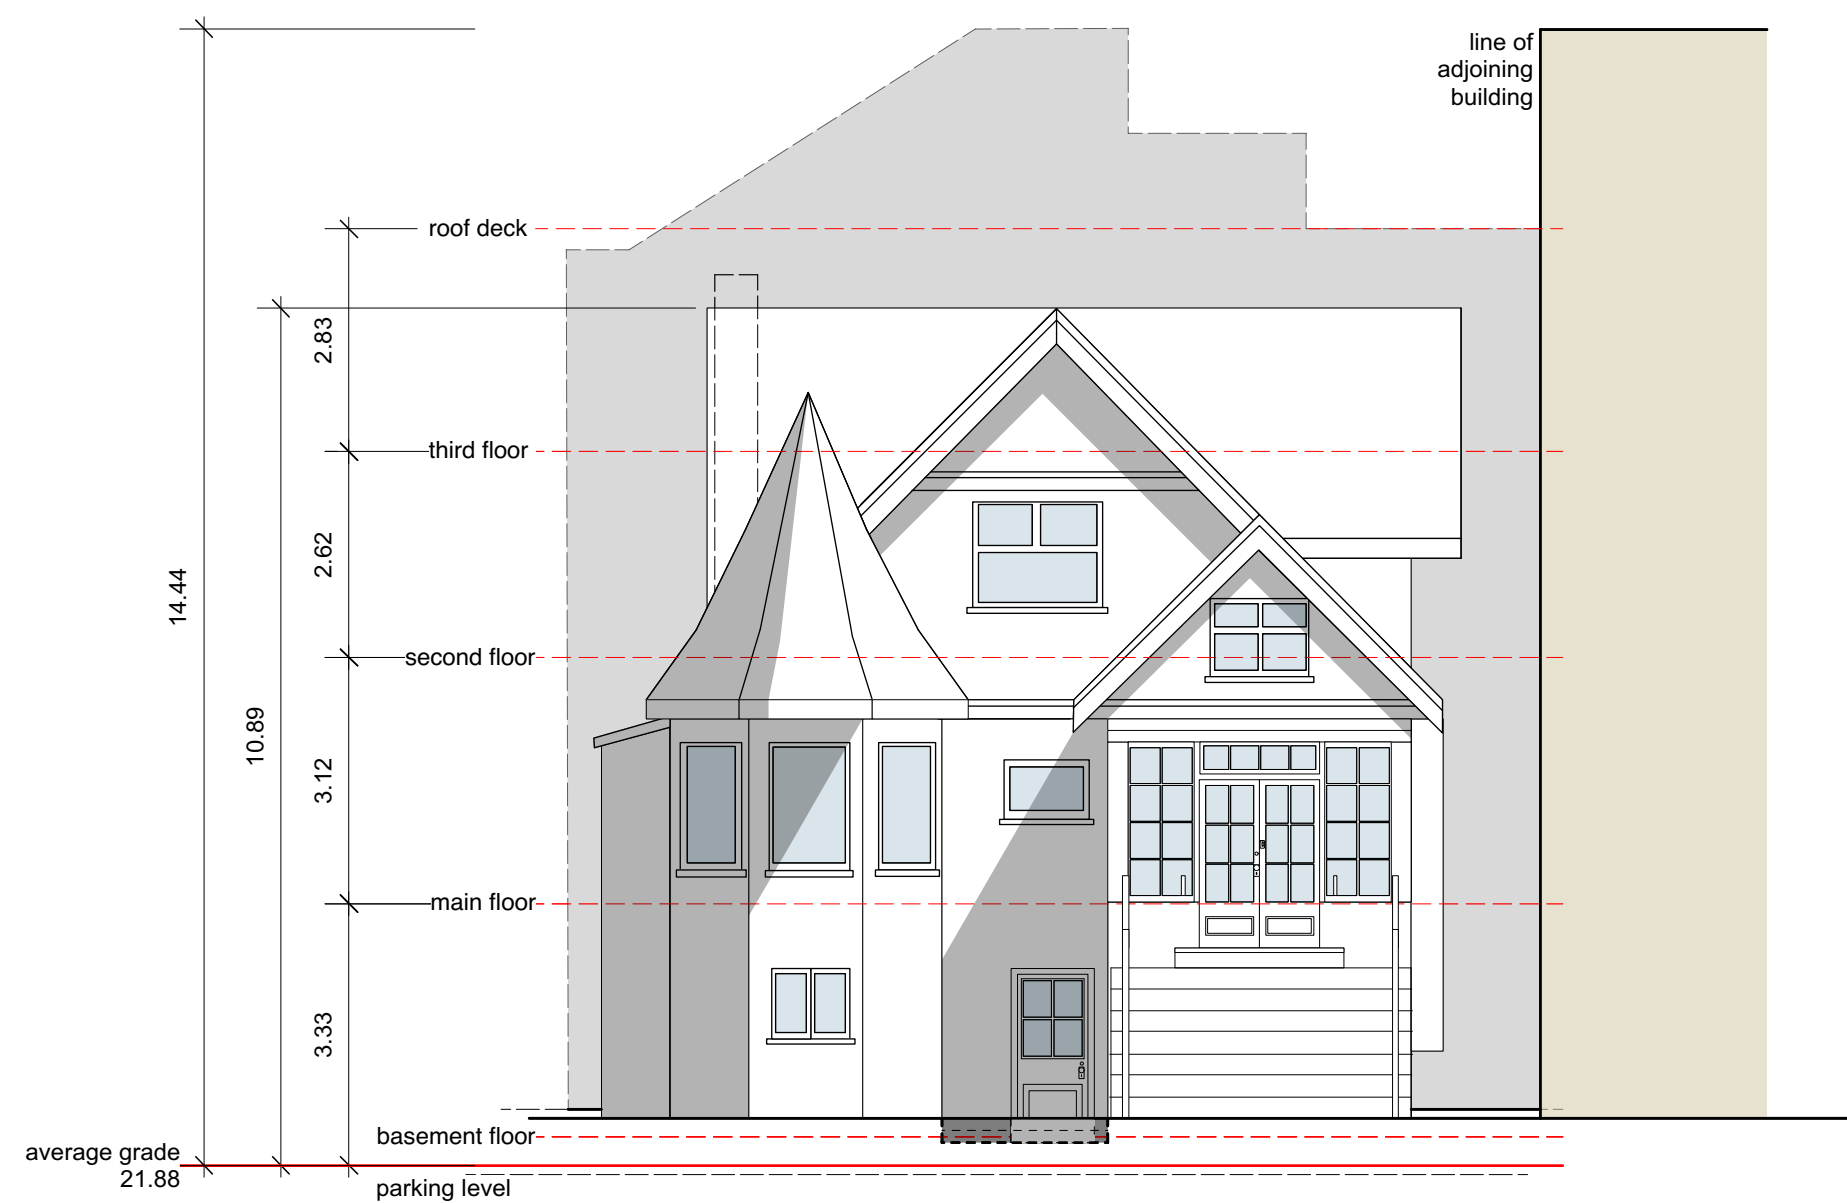 line of
adjoining
building
roof deck
2.83
third floor
2.62
14.44
second floor
10.89
3.12
main floor
3.33
basement floor
average grade
21.88
parking level